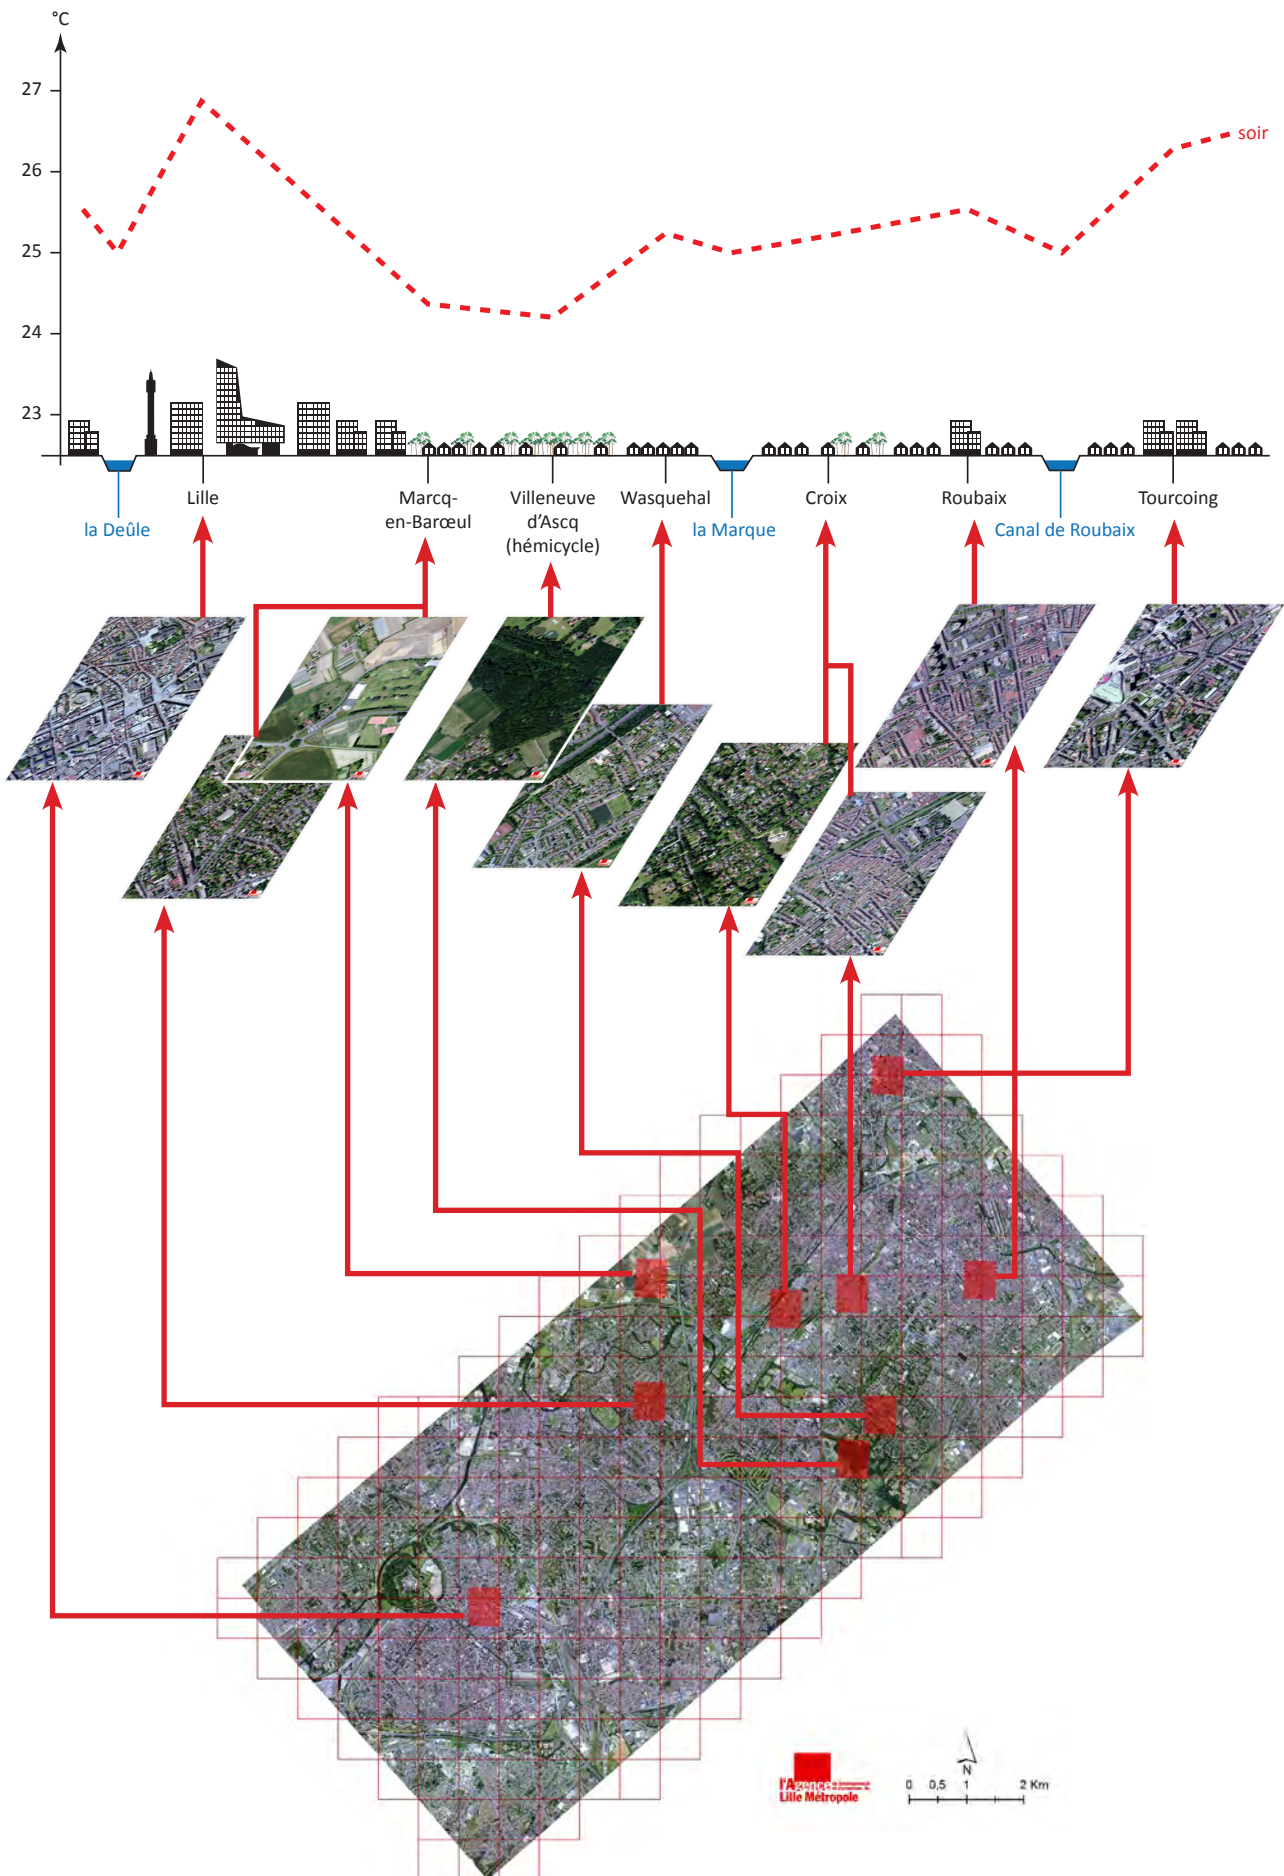 °C
27
26
25
24
23
soir
Lille
Marcq-
en-Barœul
Villeneuve
d'Ascq
(hémicycle)
Wasquehal
Croix
Roubaix
Tourcoing
la Deûle
la Marque
Canal de Roubaix
l'Agence
Lille Métropole
N
0 0,5 1 2 Km